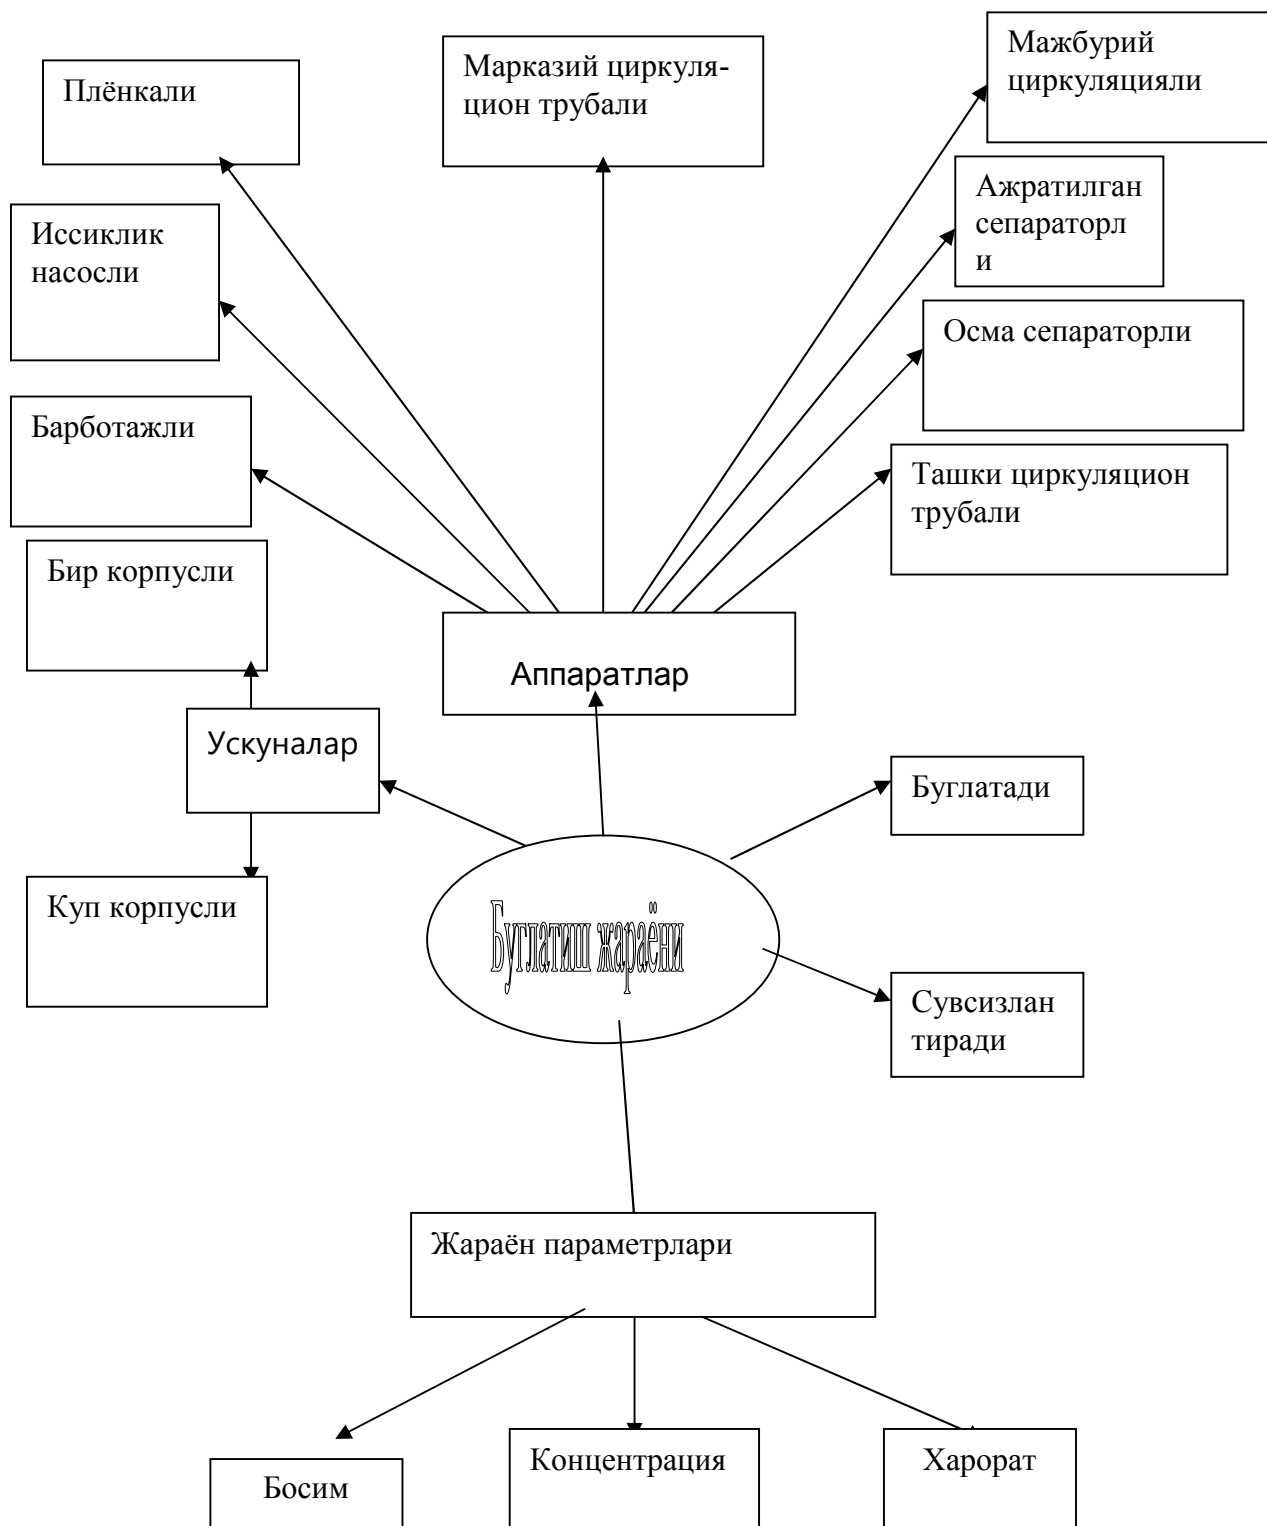 Мажбурий
циркуляцияли
Марказий циркуля-
цион трубали
Плёнкали
Ажратилган
сепараторл
и
Иссиклик
насосли
Осма сепараторли
Барботажли
Ташки циркуляцион
трубали
Бир корпусли
Аппаратлар
Ускуналар
Буглатади
Куп корпусли
Буглатиш жараёни
Сувсизлан
тиради
Жараён параметрлари
Босим
Концентрация
Харорат